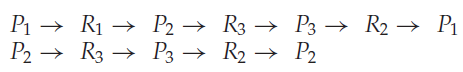 P₁ → R₁ → P₂ → R₃ → P₃ → R₂ → P₁
P₂ → R₃ → P₃ → R₂ → P₂